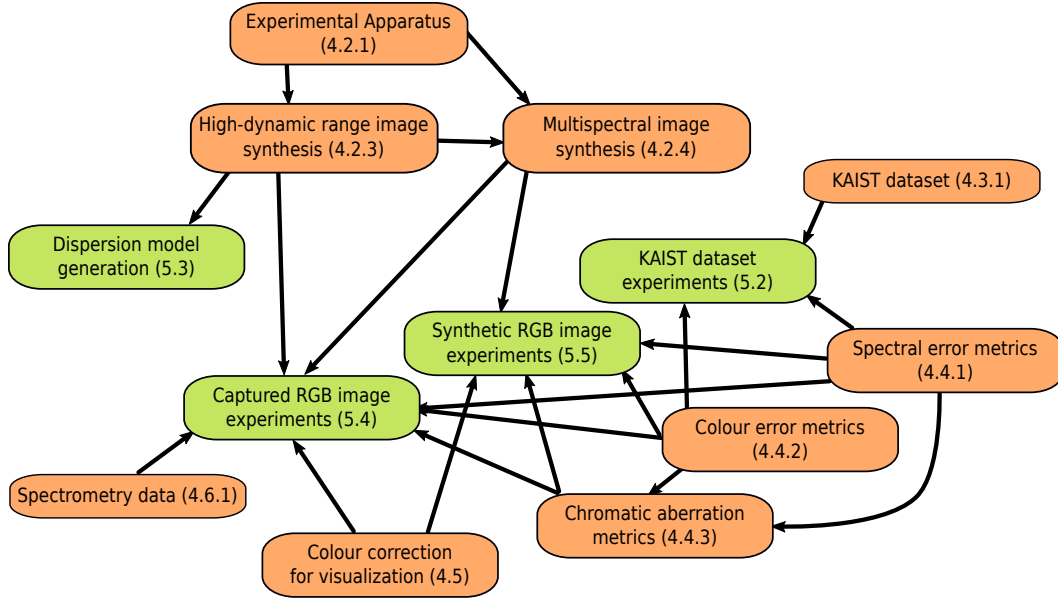 Experimental Apparatus
(4.2.1)
High-dynamic range image
synthesis (4.2.3)
Multispectral image
synthesis (4.2.4)
KAIST dataset (4.3.1)
Dispersion model
generation (5.3)
KAIST dataset
experiments (5.2)
Synthetic RGB image
experiments (5.5)
Spectral error metrics
(4.4.1)
Captured RGB image
experiments (5.4)
Colour error metrics
(4.4.2)
Spectrometry data (4.6.1)
Chromatic aberration
metrics (4.4.3)
Colour correction
for visualization (4.5)